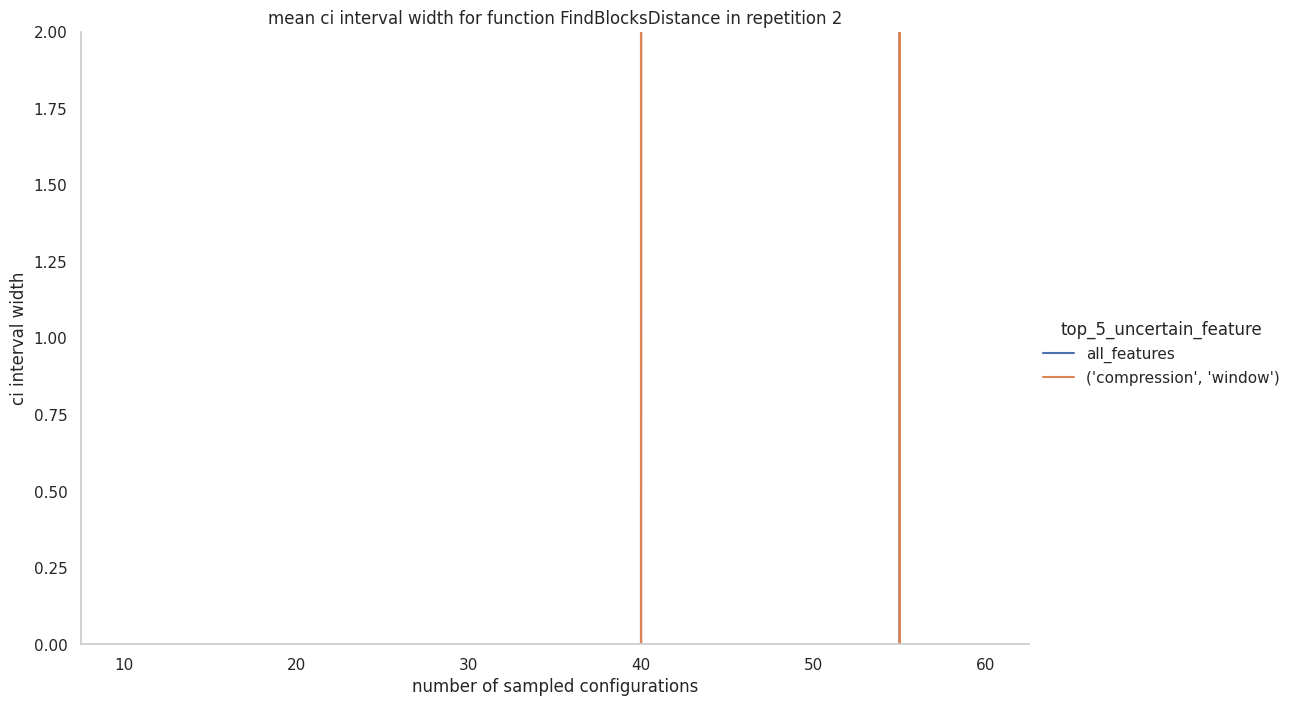 mean ci interval width for function FindBlocksDistance in repetition 2
2.00
1.75
1.50
1.25
1.00
0.75
0.50
0.25
0.00
ci interval width
10 20 30 40 50 60
number of sampled configurations
top_5_uncertain_feature
all_features
('compression', 'window')